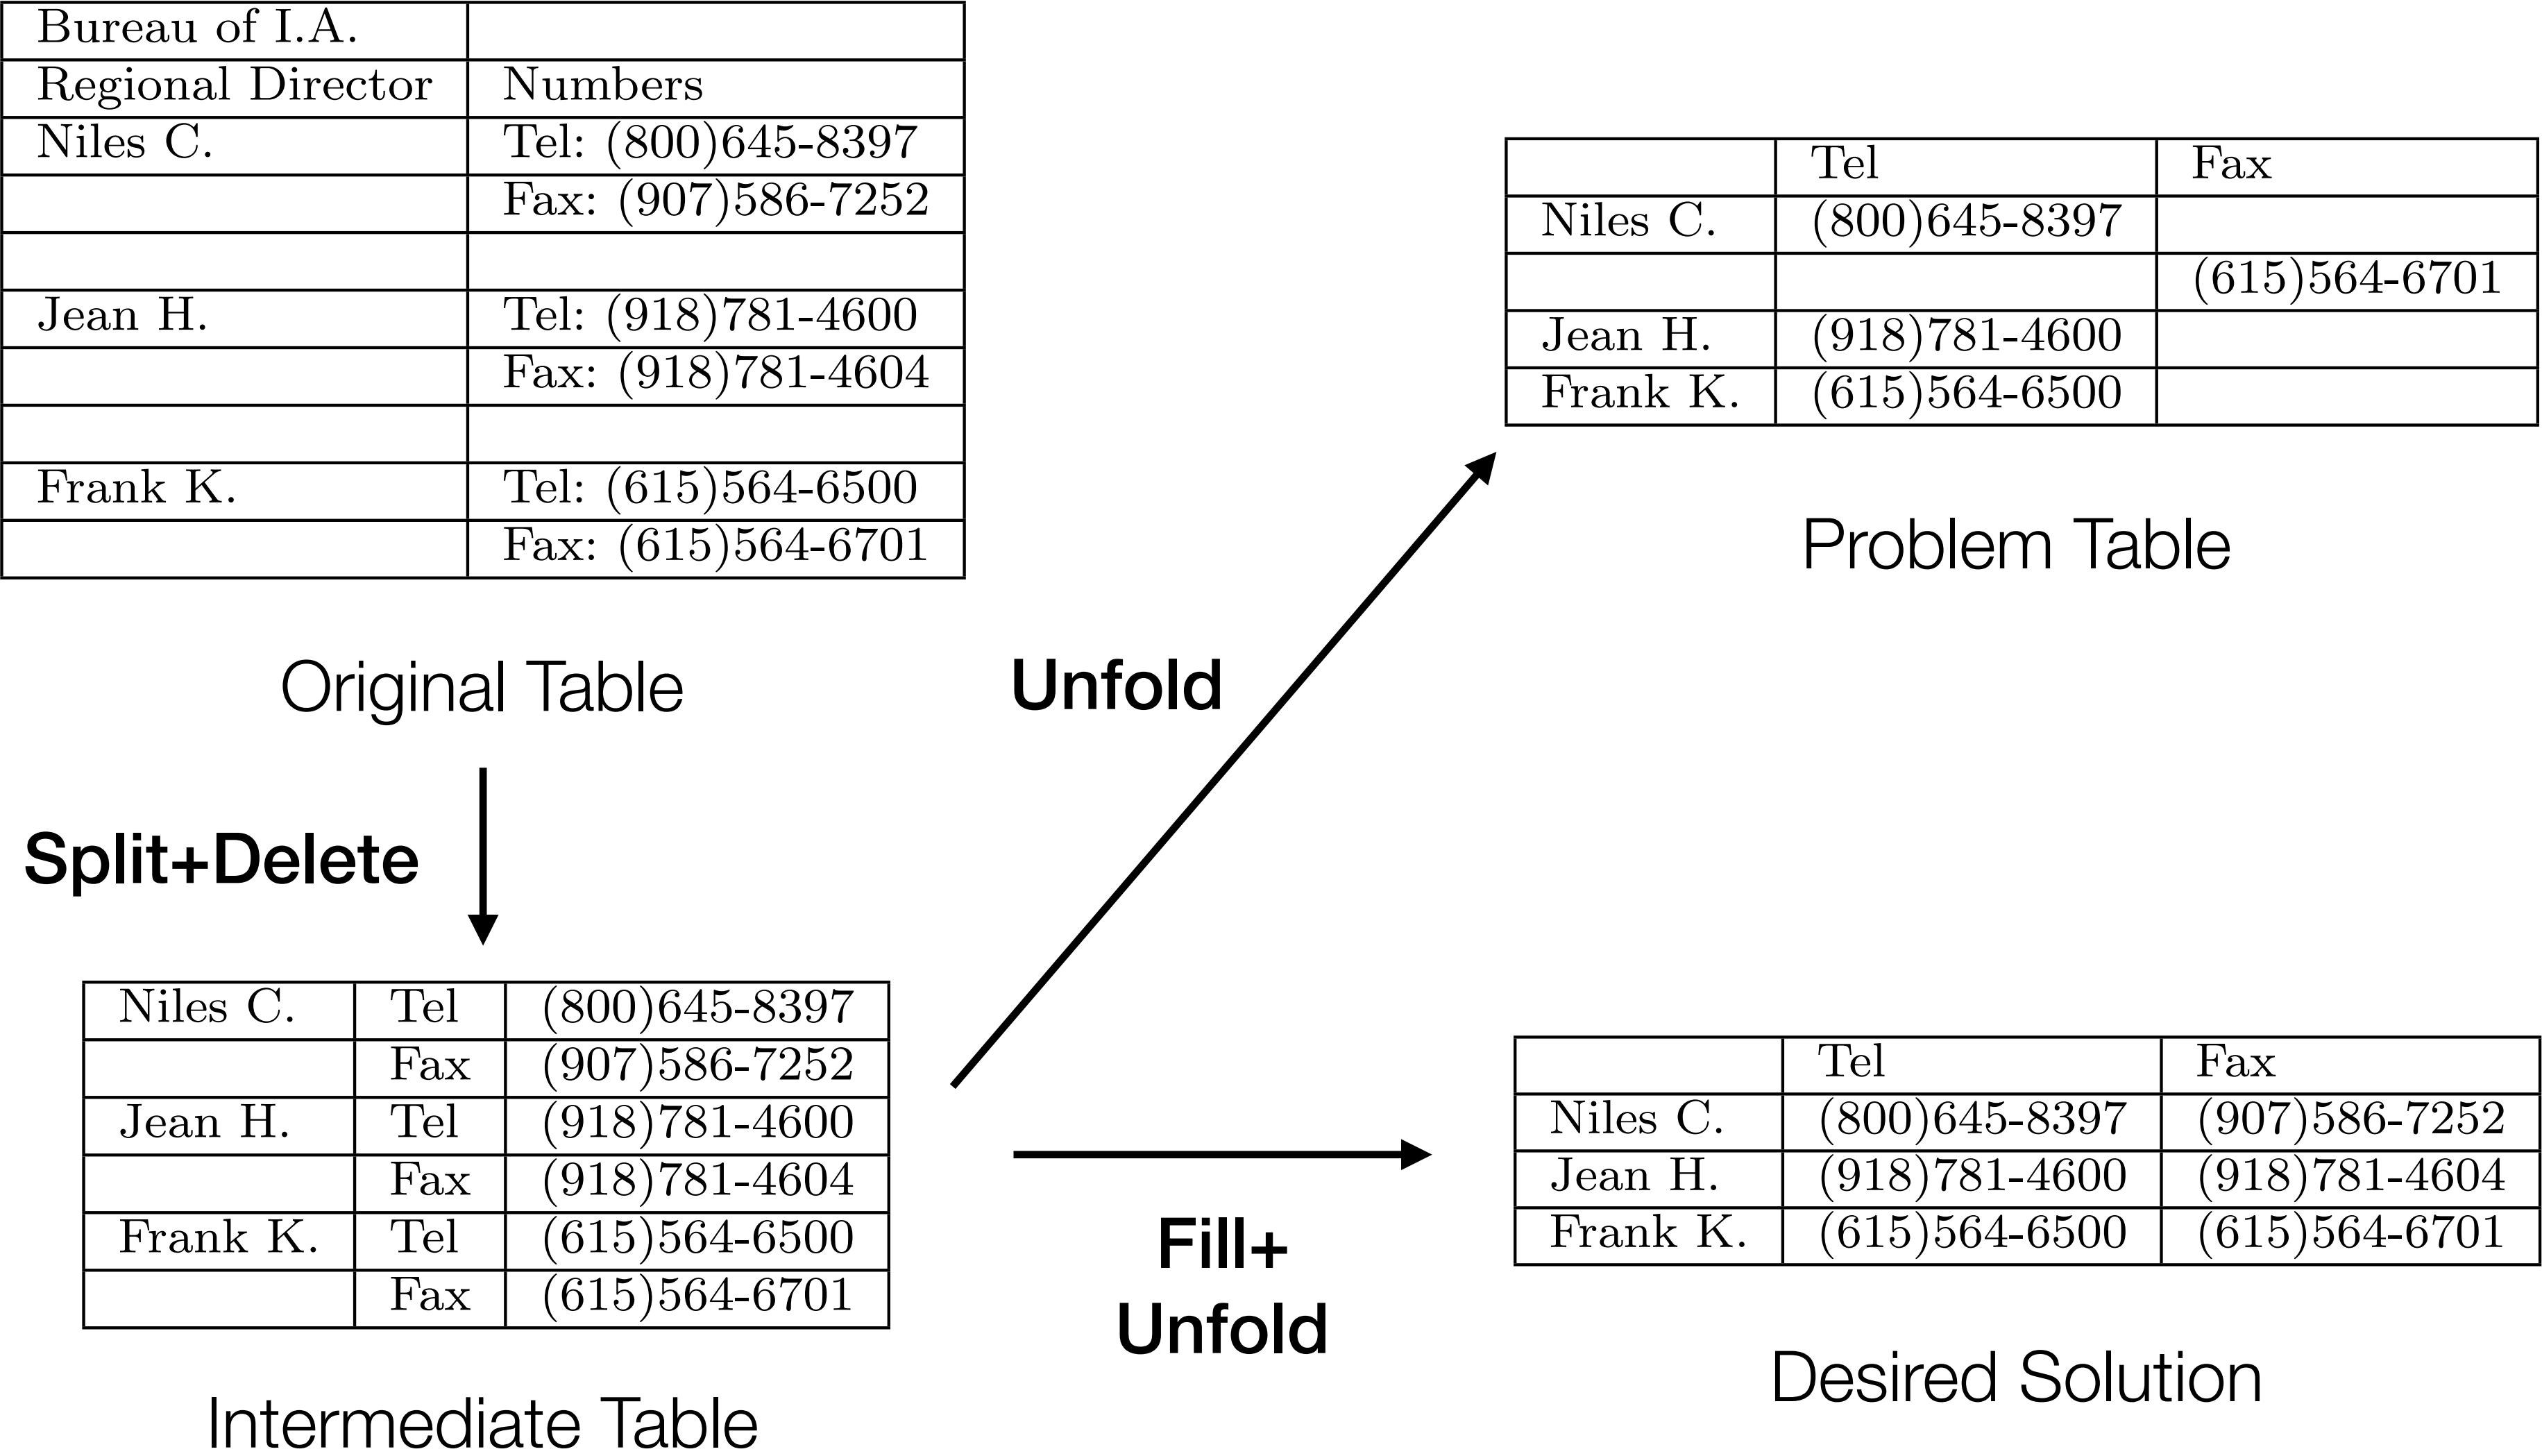 Bureau of I.A.
Regional Director Numbers
Niles C. Tel: (800)645-8397
Fax: (907)586-7252
Jean H. Tel: (918)781-4600
Fax: (918)781-4604
Frank K. Tel: (615)564-6500
Fax: (615)564-6701
Original Table
Tel Fax
Niles C. (800)645-8397
(615)564-6701
Jean H. (918)781-4600
Frank K. (615)564-6500
Problem Table
Unfold
Split+Delete
Niles C. Tel (800)645-8397
Fax (907)586-7252
Jean H. Tel (918)781-4600
Fax (918)781-4604
Frank K. Tel (615)564-6500
Fax (615)564-6701
Intermediate Table
Fill+
Unfold
Tel Fax
Niles C. (800)645-8397 (907)586-7252
Jean H. (918)781-4600 (918)781-4604
Frank K. (615)564-6500 (615)564-6701
Desired Solution